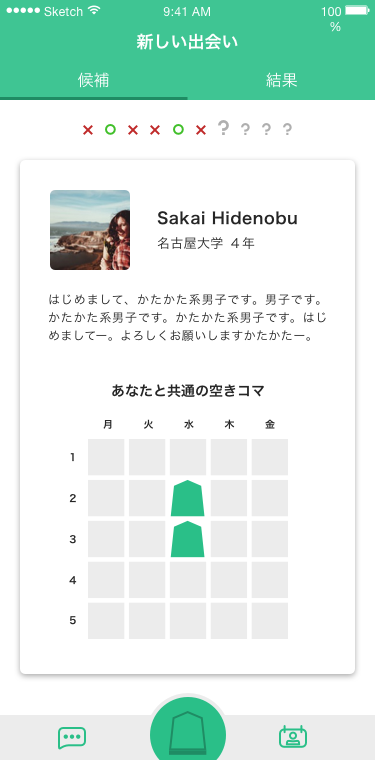 Sketch 9:41 AM 100
%
新しい出会い
候補 結果
× ○ × × ○ × ? ? ? ?
Sakai Hidenobu
名古屋大学 4年
はじめまして、かたかた系男子です。男子です。
かたかた系男子です。かたかた系男子です。はじ
めましてー。よろしくお願いしますかたかたー。
あなたと共通の空きコマ
月 火 水 木 金
1
2
3
4
5